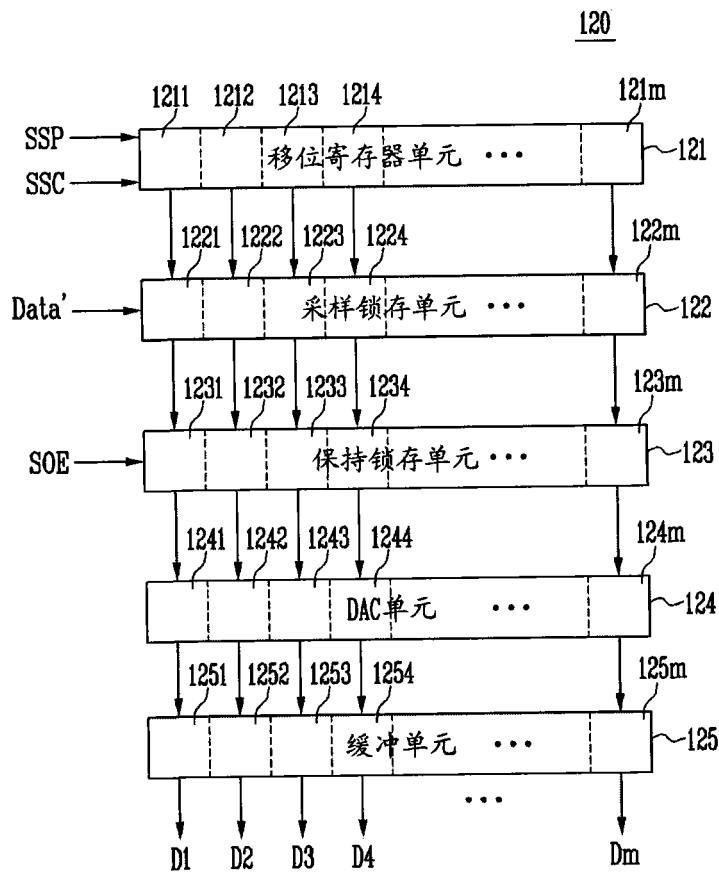 120
1211 1212 1213 1214 121m
SSP
移位寄存器单元 ••• 121
SSC
1221 1222 1223 1224 122m
Data' 采样锁存单元 ••• 122
1231 1232 1233 1234 123m
SOE 保持锁存单元 ••• 123
1241 1242 1243 1244 124m
DAC单元 ••• 124
1251 1252 1253 1254 125m
缓冲单元 ••• 125
•••
D1 D2 D3 D4 Dm